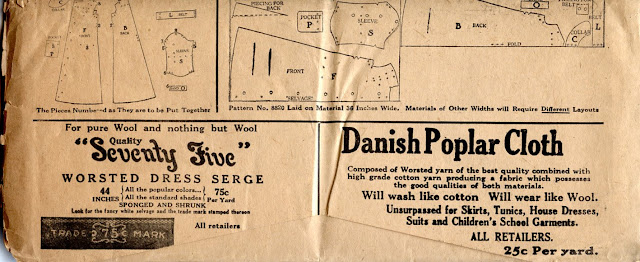 L BELT
B
BACK
F
SLEEVE
The Pieces Numbered as They are to be Put Together
PIECING FOR
BACK
POCKET
P
SLEEVE
S
FRONT
F
"SELVAGE"
B
BACK
FOLD
O
BELT
BELT
L
COLLAR
C
Pattern No. Laid on Material 36 Inches Wide. Materials of Other Widths will Require Different Layouts
For pure Wool and nothing but Wool
Quality
"Seventy Five"
WORSTED DRESS SERGE
44 INCHES
All the popular colors...
All the standard shades
75c Per Yard
SPONGED AND SHRUNK
Look for the fancy white selvage and the trade mark stamped thereon
TRADE 75¢ MARK
All retailers
Danish Poplar Cloth
Composed of Worsted yarn of the best quality combined with
high grade cotton yarn producing a fabric which possesses
the good qualities of both materials.
Will wash like cotton Will wear like Wool.
Unsurpassed for Skirts, Tunics, House Dresses,
Suits and Children's School Garments.
ALL RETAILERS.
25c Per yard.